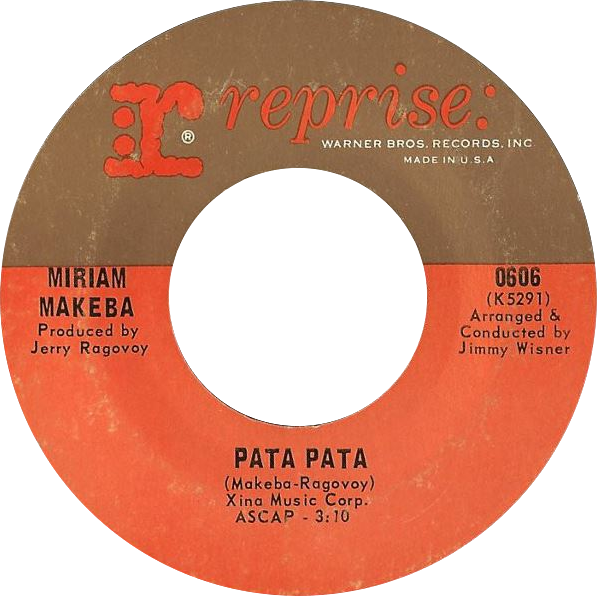 r® reprise:
WARNER BROS. RECORDS, INC
MADE IN U.S.A
MIRIAM
MAKEBA
Produced by
Jerry Ragovoy
0606
(K5291)
Arranged &
Conducted by
Jimmy Wisner
PATA PATA
(Makeba-Ragovoy)
Xina Music Corp.
ASCAP - 3:10